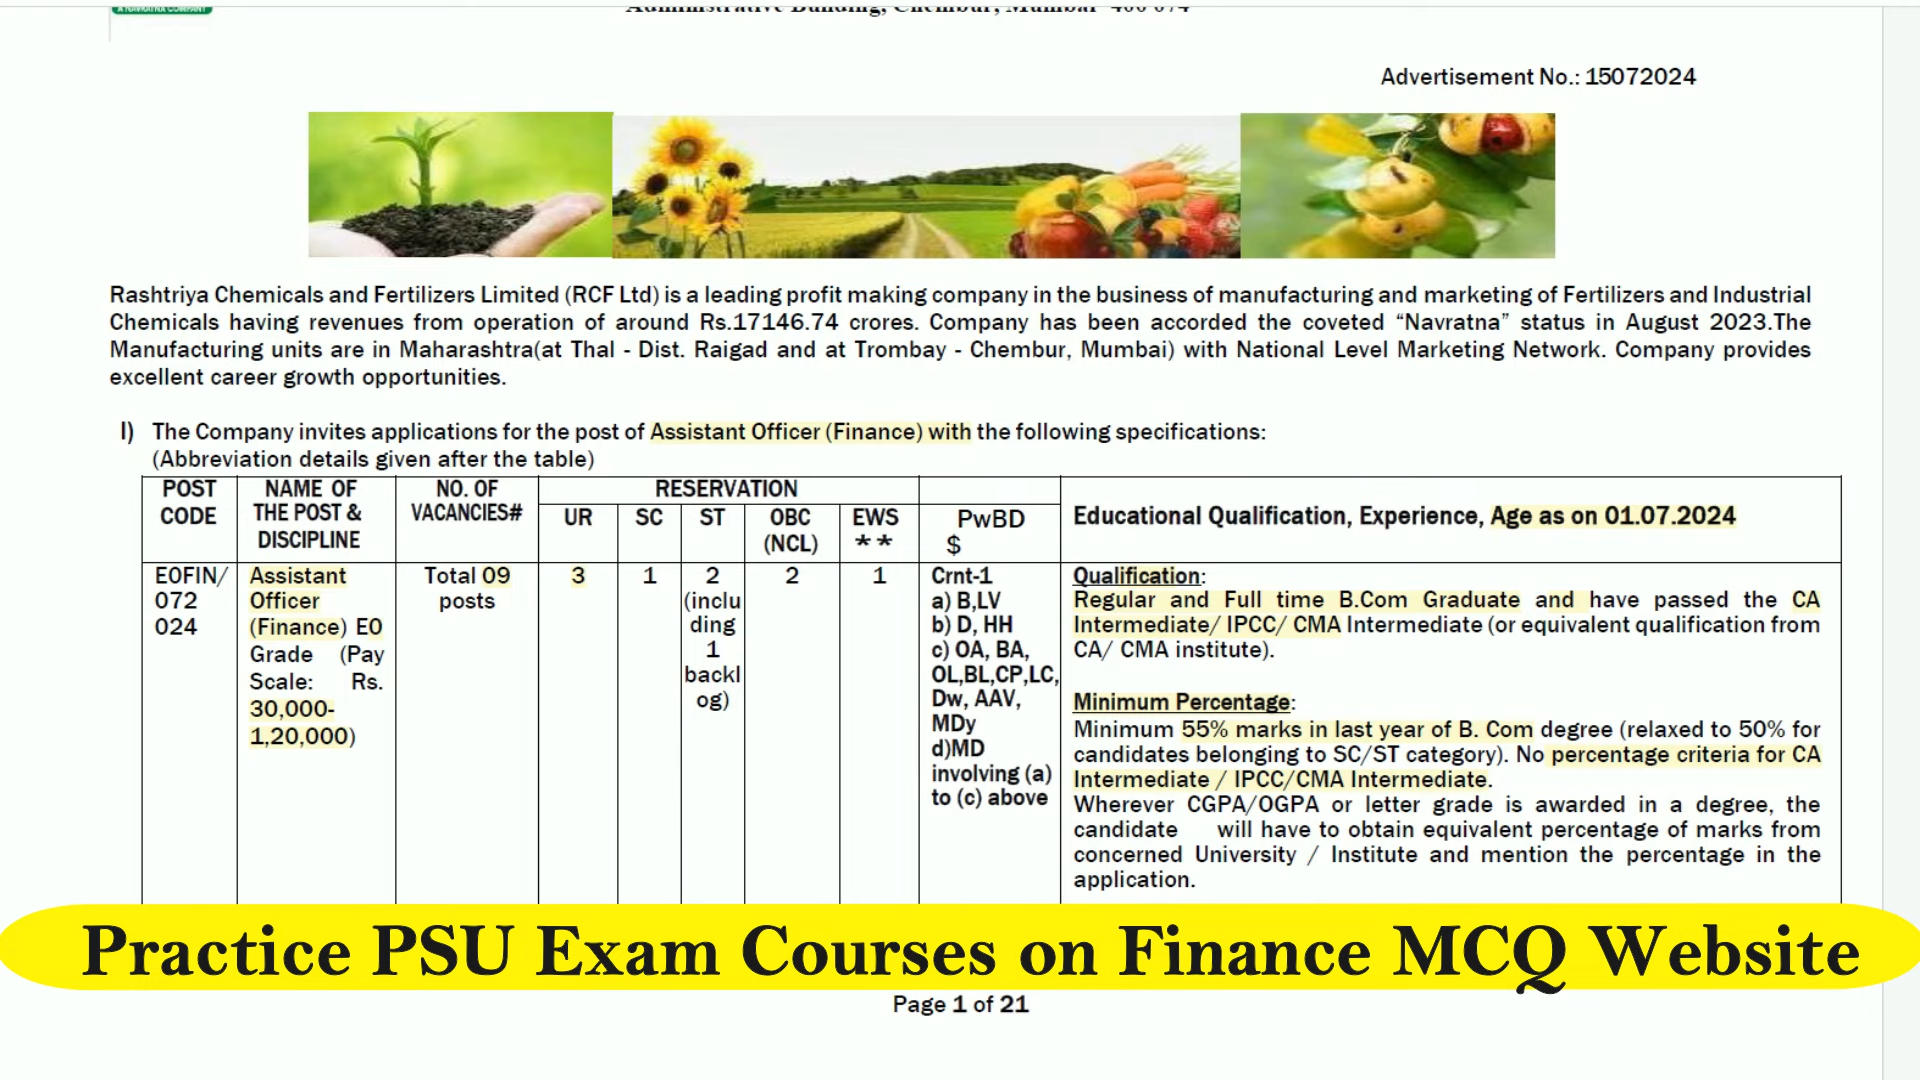 A NAVRATNA COMPANY
Administrative Building, Chembur, Mumbai- 400 074
Advertisement No.: 15072024
Rashtriya Chemicals and Fertilizers Limited (RCF Ltd) is a leading profit making company in the business of manufacturing and marketing of Fertilizers and Industrial
Chemicals having revenues from operation of around Rs.17146.74 crores. Company has been accorded the coveted “Navratna” status in August 2023.The
Manufacturing units are in Maharashtra(at Thal - Dist. Raigad and at Trombay - Chembur, Mumbai) with National Level Marketing Network. Company provides
excellent career growth opportunities.
I) The Company invites applications for the post of Assistant Officer (Finance) with the following specifications:
(Abbreviation details given after the table)
POST
CODE
NAME OF
THE POST &
DISCIPLINE
NO. OF
VACANCIES#
RESERVATION
UR
SC
ST
OBC
(NCL)
EWS
**
PwBD
$
Educational Qualification, Experience, Age as on 01.07.2024
E0FIN/
072
024
Assistant
Officer
(Finance) E0
Grade (Pay
Scale: Rs.
30,000-
1,20,000)
Total 09
posts
3
1
2
(inclu
ding
1
backl
og)
2
1
Crnt-1
a) B,LV
b) D, HH
c) OA, BA,
OL,BL,CP,LC,
Dw, AAV,
MDy
d)MD
involving (a)
to (c) above
Qualification:
Regular and Full time B.Com Graduate and have passed the CA
Intermediate/ IPCC/ CMA Intermediate (or equivalent qualification from
CA/ CMA institute).
Minimum Percentage:
Minimum 55% marks in last year of B. Com degree (relaxed to 50% for
candidates belonging to SC/ST category). No percentage criteria for CA
Intermediate / IPCC/CMA Intermediate.
Wherever CGPA/OGPA or letter grade is awarded in a degree, the
candidate will have to obtain equivalent percentage of marks from
concerned University / Institute and mention the percentage in the
application.
Practice PSU Exam Courses on Finance MCQ Website
Page 1 of 21